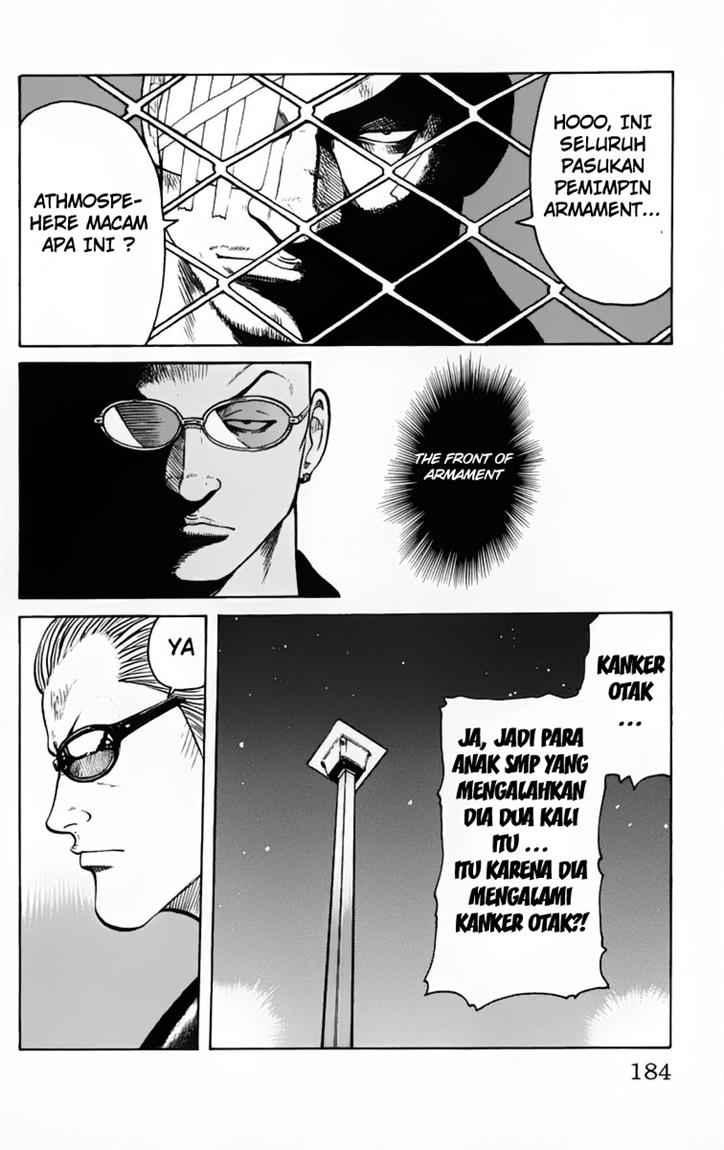 HOOO, INI
SELURUH
PASUKAN
PEMIMPIN
ARMAMENT...
ATHMOSPE-
HERE MACAM
APA INI ?
THE FRONT OF
ARMAMENT
KANKER
OTAK
...
JA, JADI PARA
ANAK SMP YANG
MENGALAHKAN
DIA DUA KALI
ITU ...
ITU KARENA DIA
MENGALAMI
KANKER OTAK?!
YA
184